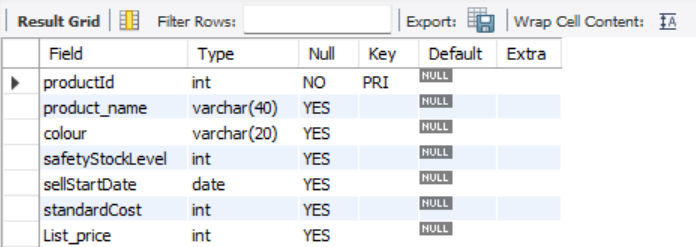 Result Grid Filter Rows: Export: Wrap Cell Content: IA
Field Type Null Key Default Extra
productId int NO PRI NULL
product_name varchar(40) YES NULL
colour varchar(20) YES NULL
safetyStockLevel int YES NULL
sellStartDate date YES NULL
standardCost int YES NULL
List_price int YES NULL